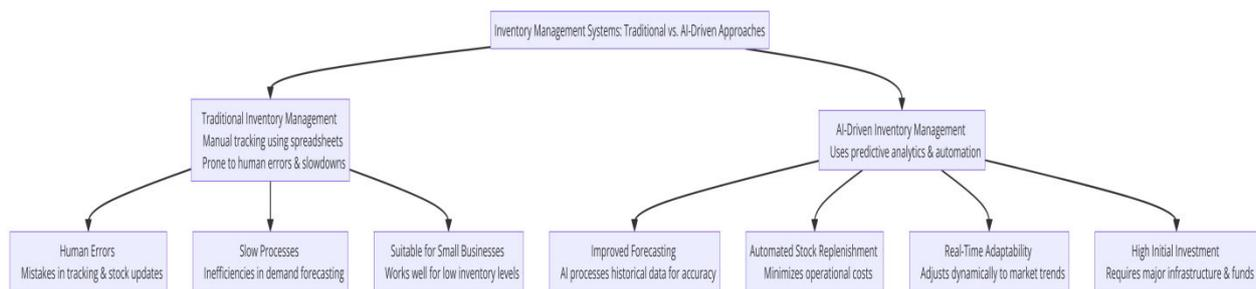 Inventory Management Systems: Traditional vs. AI-Driven Approaches
Traditional Inventory Management
Manual tracking using spreadsheets
Prone to human errors & slowdowns
AI-Driven Inventory Management
Uses predictive analytics & automation
Human Errors
Mistakes in tracking & stock updates
Slow Processes
Inefficiencies in demand forecasting
Suitable for Small Businesses
Works well for low inventory levels
Improved Forecasting
AI processes historical data for accuracy
Automated Stock Replenishment
Minimizes operational costs
Real-Time Adaptability
Adjusts dynamically to market trends
High Initial Investment
Requires major infrastructure & funds